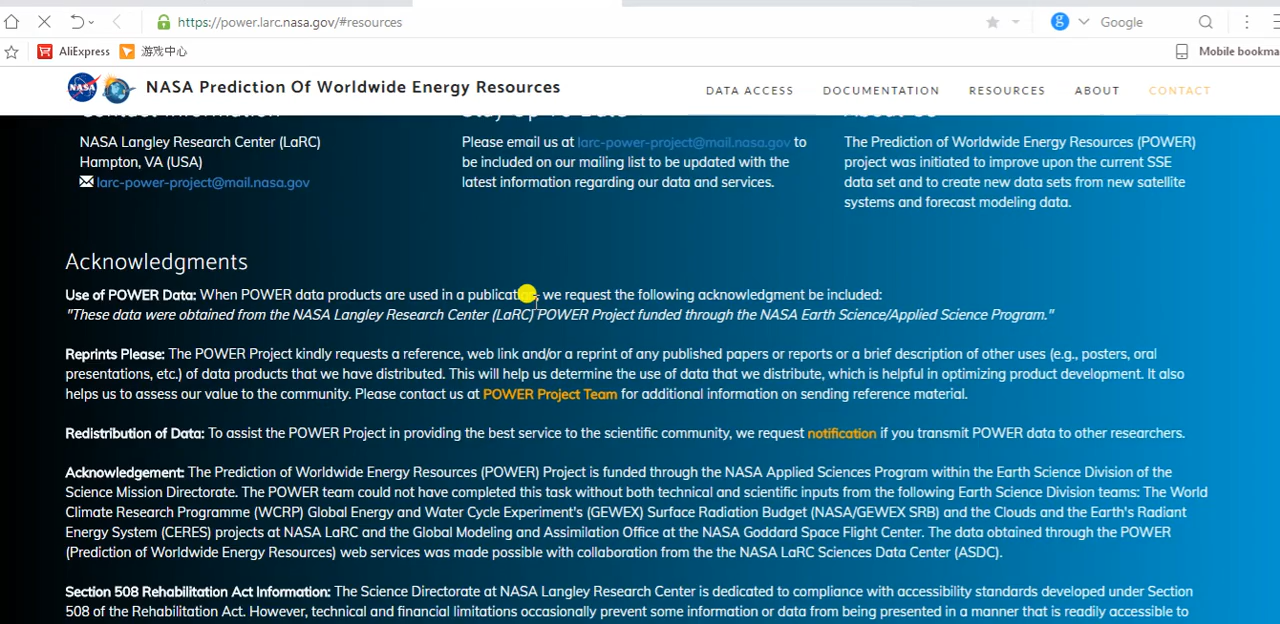 https://power.larc.nasa.gov/#resources
Google
AliExpress
游戏中心
Mobile bookma
NASA
NASA Prediction Of Worldwide Energy Resources
DATA ACCESS
DOCUMENTATION
RESOURCES
ABOUT
CONTACT
Contact Information
NASA Langley Research Center (LaRC)
Hampton, VA (USA)
larc-power-project@mail.nasa.gov
Stay Up To Date
Please email us at larc-power-project@mail.nasa.gov to
be included on our mailing list to be updated with the
latest information regarding our data and services.
About Us
The Prediction of Worldwide Energy Resources (POWER)
project was initiated to improve upon the current SSE
data set and to create new data sets from new satellite
systems and forecast modeling data.
Acknowledgments
Use of POWER Data: When POWER data products are used in a publication, we request the following acknowledgment be included:
"These data were obtained from the NASA Langley Research Center (LaRC) POWER Project funded through the NASA Earth Science/Applied Science Program."
Reprints Please: The POWER Project kindly requests a reference, web link and/or a reprint of any published papers or reports or a brief description of other uses (e.g., posters, oral
presentations, etc.) of data products that we have distributed. This will help us determine the use of data that we distribute, which is helpful in optimizing product development. It also
helps us to assess our value to the community. Please contact us at POWER Project Team for additional information on sending reference material.
Redistribution of Data: To assist the POWER Project in providing the best service to the scientific community, we request notification if you transmit POWER data to other researchers.
Acknowledgement: The Prediction of Worldwide Energy Resources (POWER) Project is funded through the NASA Applied Sciences Program within the Earth Science Division of the
Science Mission Directorate. The POWER team could not have completed this task without both technical and scientific inputs from the following Earth Science Division teams: The World
Climate Research Programme (WCRP) Global Energy and Water Cycle Experiment's (GEWEX) Surface Radiation Budget (NASA/GEWEX SRB) and the Clouds and the Earth's Radiant
Energy System (CERES) projects at NASA LaRC and the Global Modeling and Assimilation Office at the NASA Goddard Space Flight Center. The data obtained through the POWER
(Prediction of Worldwide Energy Resources) web services was made possible with collaboration from the the NASA LaRC Sciences Data Center (ASDC).
Section 508 Rehabilitation Act Information: The Science Directorate at NASA Langley Research Center is dedicated to compliance with accessibility standards developed under Section
508 of the Rehabilitation Act. However, technical and financial limitations occasionally prevent some information or data from being presented in a manner that is readily accessible to